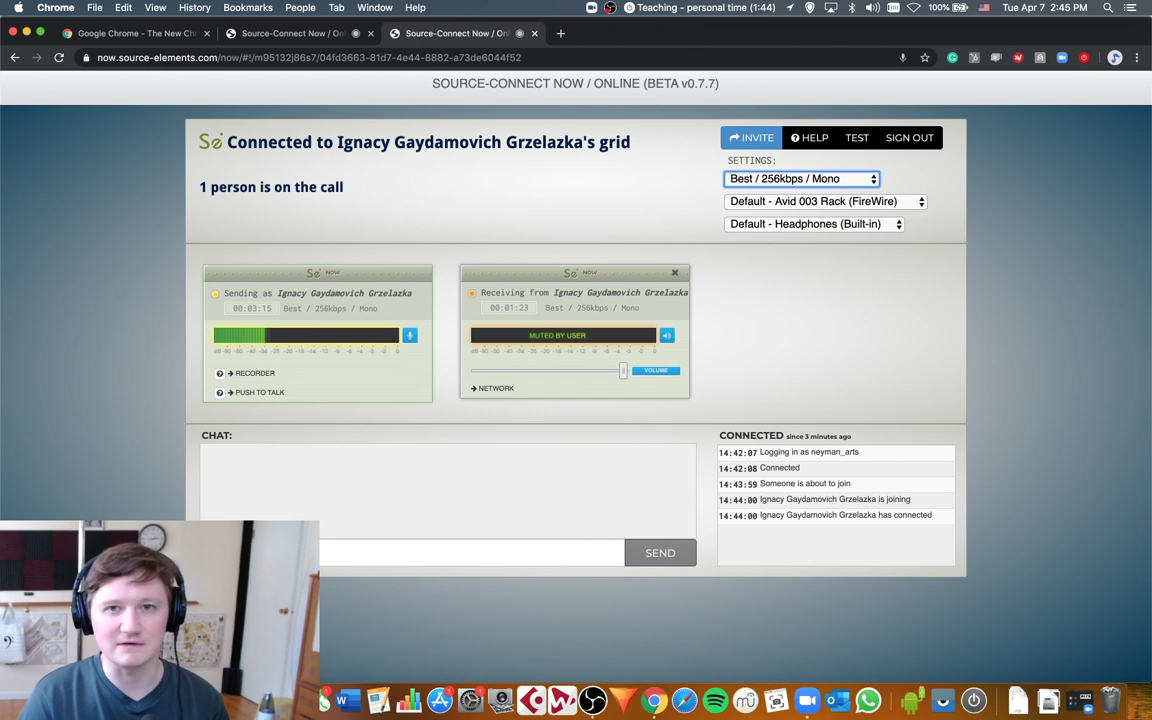 Chrome File Edit View History Bookmarks People Tab Window Help Teaching - personal time (1:44) 100% Tue Apr 7 2:45 PM
Google Chrome - The New Ch Source-Connect Now / Onl Source-Connect Now / Onl
now.source-elements.com/now/#!/m95132j86s7/04fd3663-81d7-4e44-8882-a73de6044f52
SOURCE-CONNECT NOW / ONLINE (BETA v0.7.7)
Se Connected to Ignacy Gaydamovich Grzelazka's grid
INVITE HELP TEST SIGN OUT
SETTINGS:
Best / 256kbps / Mono
1 person is on the call
Default - Avid 003 Rack (FireWire)
Default - Headphones (Built-in)
Se NOW
Sending as Ignacy Gaydamovich Grzelazka
00:03:15 Best / 256kbps / Mono
RECORDER
PUSH TO TALK
Se NOW
Receiving from Ignacy Gaydamovich Grzelazka
00:01:23 Best / 256kbps / Mono
MUTED BY USER
VOLUME
NETWORK
CHAT:
SEND
CONNECTED since 3 minutes ago
14:42:07 Logging in as neyman_arts
14:42:08 Connected
14:43:59 Someone is about to join
14:44:00 Ignacy Gaydamovich Grzelazka is joining
14:44:00 Ignacy Gaydamovich Grzelazka has connected